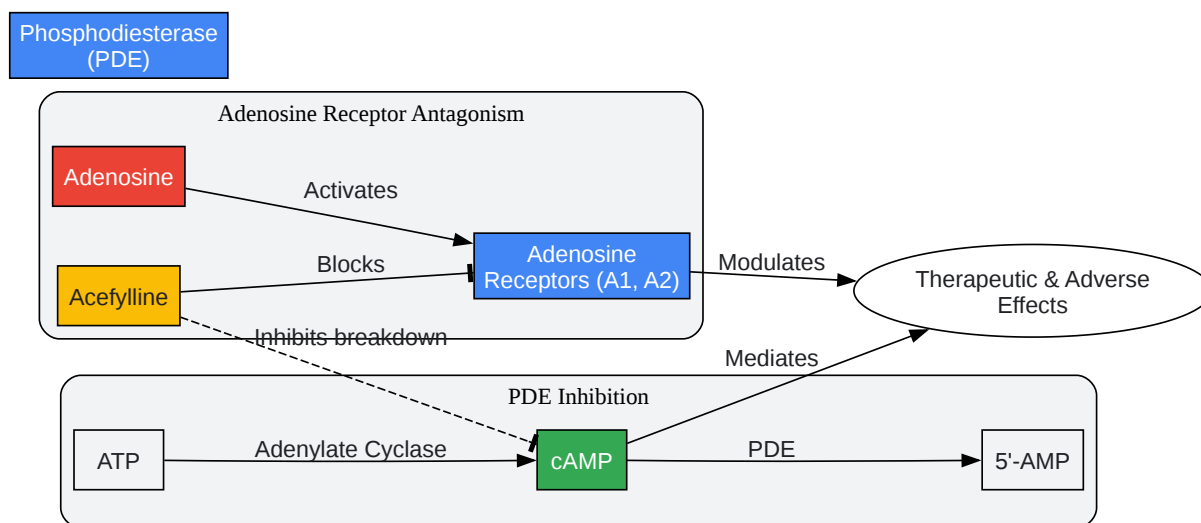 Phosphodiesterase
(PDE)
Adenosine Receptor Antagonism
Adenosine
Activates
Adenosine
Receptors (A1, A2)
Blocks
Modulates
Therapeutic & Adverse
Effects
Acefylline
Inhibits breakdown
Mediates
PDE Inhibition
ATP
Adenylate Cyclase
cAMP
PDE
5'-AMP